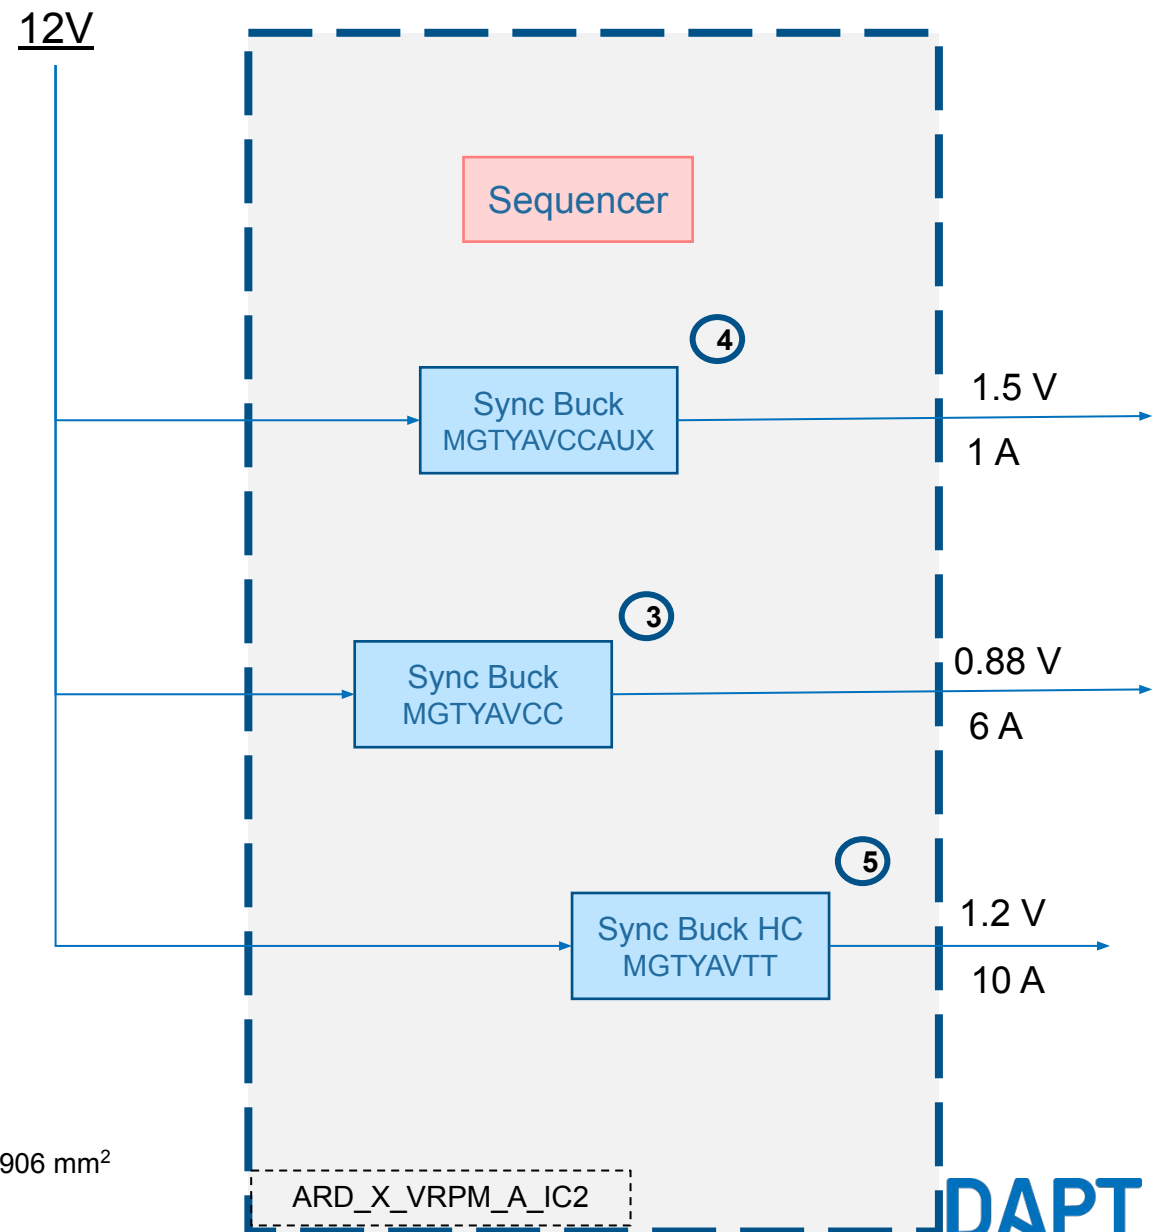 12V
Sequencer
4
Sync Buck
MGTYAVCCAUX
1.5 V
1 A
3
Sync Buck
MGTYAVCC
0.88 V
6 A
5
Sync Buck HC
MGTYAVTT
1.2 V
10 A
906 mm²
ARD_X_VRPM_A_IC2
DAPT